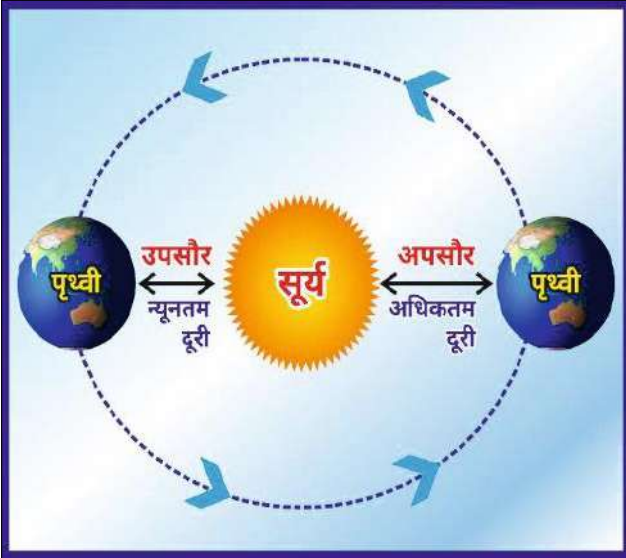 उपसौर
अपसौर
पृथ्वी
सूर्य
पृथ्वी
न्यूनतम
दूरी
अधिकतम
दूरी